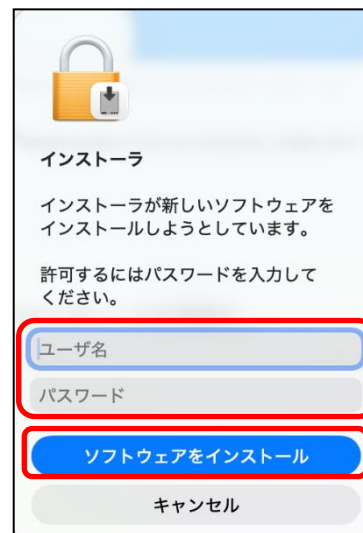 インストーラ
インストーラが新しいソフトウェアを
インストールしようとしています。
許可するにはパスワードを入力して
ください。
ユーザ名
パスワード
ソフトウェアをインストール
キャンセル